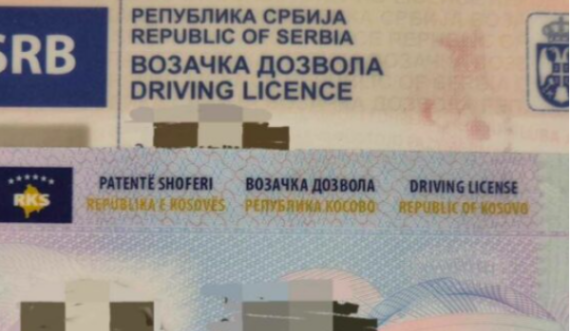 SRB
РЕПУБЛИКА СРБИЈА
REPUBLIC OF SERBIA
ВОЗАЧКА ДОЗВОЛА
DRIVING LICENCE
RKS
PATENTË SHOFERI ВОЗАЧКА ДОЗВОЛА DRIVING LICENSE
REPUBLIKA E KOSOVËS РЕПУБЛИКА КОСОВО REPUBLIC OF KOSOVO